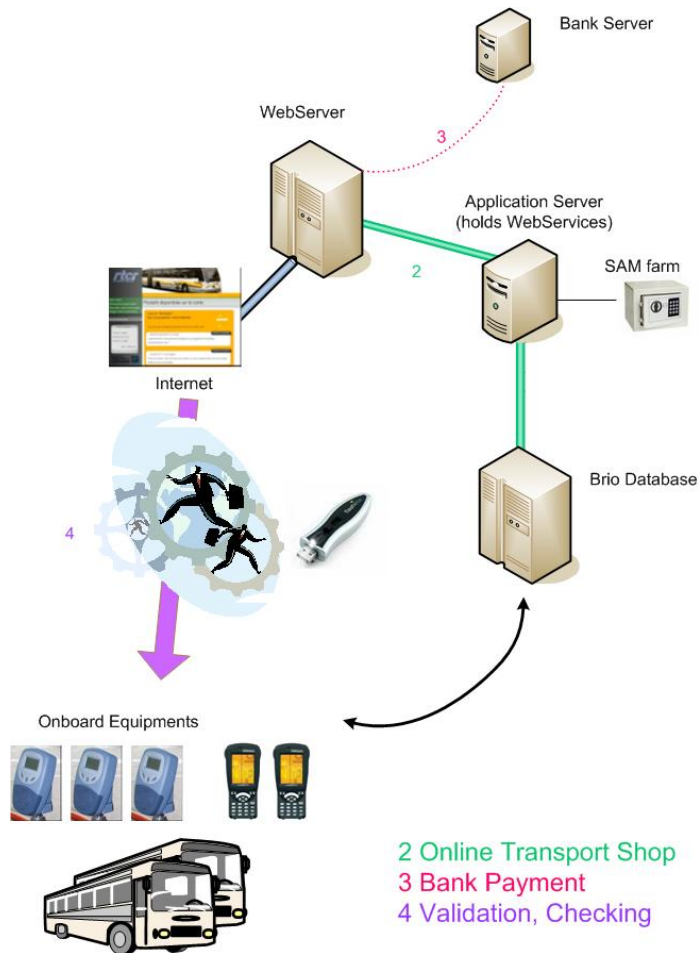 Bank Server
WebServer
3
Application Server
(holds WebServices)
2
SAM farm
rtcr
Internet
Brio Database
4
Onboard Equipments
2 Online Transport Shop
3 Bank Payment
4 Validation, Checking